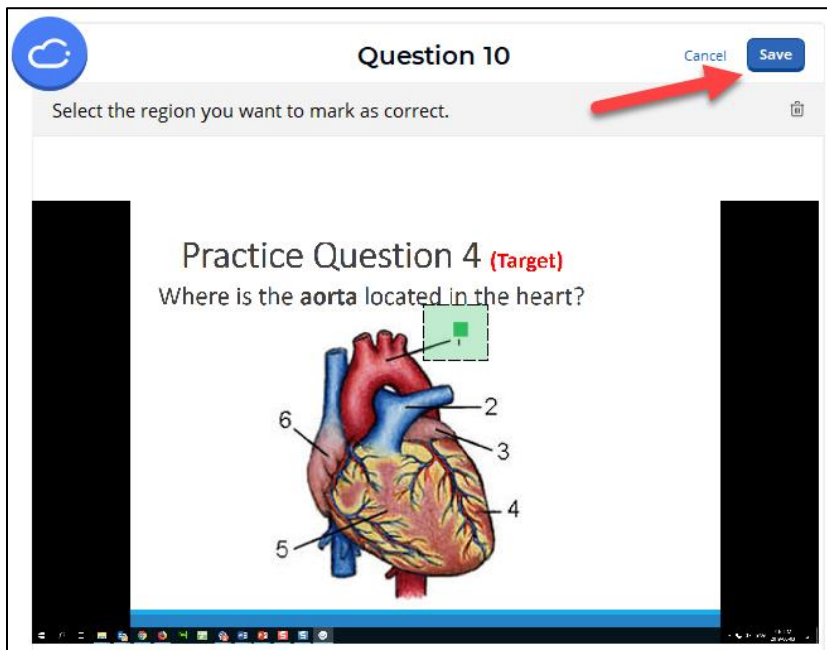 Question 10
Cancel
Save
Select the region you want to mark as correct.
Practice Question 4 (Target)
Where is the aorta located in the heart?
2
6
3
4
5